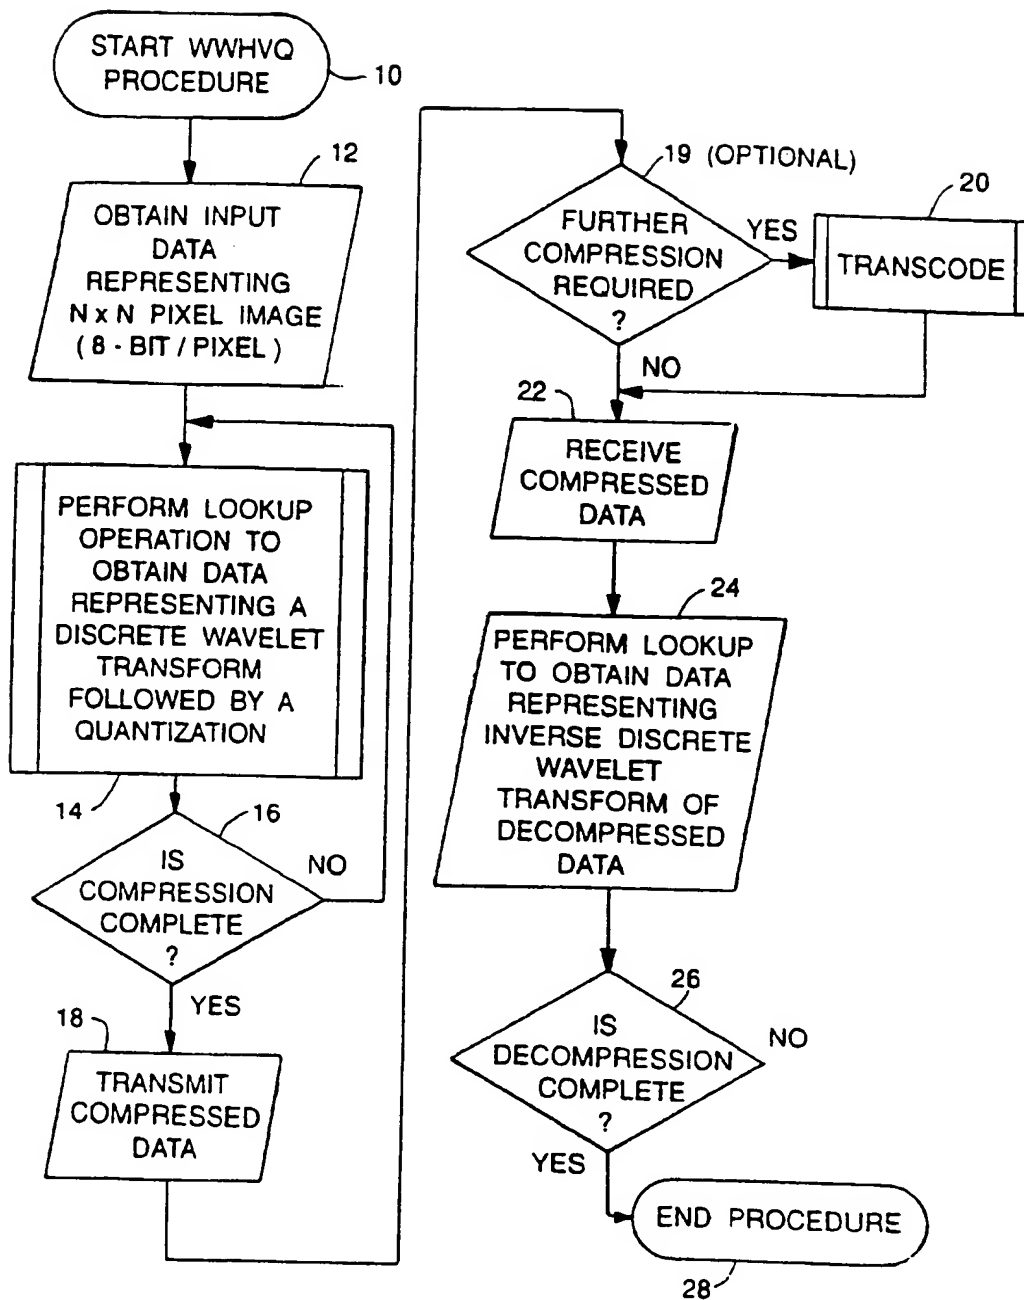 START WWHVQ
PROCEDURE
10
12
OBTAIN INPUT
DATA
REPRESENTING
N x N PIXEL IMAGE
( 8 - BIT / PIXEL )
PERFORM LOOKUP
OPERATION TO
OBTAIN DATA
REPRESENTING A
DISCRETE WAVELET
TRANSFORM
FOLLOWED BY A
QUANTIZATION
14
16
IS
COMPRESSION
COMPLETE
?
NO
YES
18
TRANSMIT
COMPRESSED
DATA
19 (OPTIONAL)
FURTHER
COMPRESSION
REQUIRED
?
YES
NO
20
TRANSCODE
22
RECEIVE
COMPRESSED
DATA
24
PERFORM LOOKUP
TO OBTAIN DATA
REPRESENTING
INVERSE DISCRETE
WAVELET
TRANSFORM OF
DECOMPRESSED
DATA
26
IS
DECOMPRESSION
COMPLETE
?
NO
YES
END PROCEDURE
28